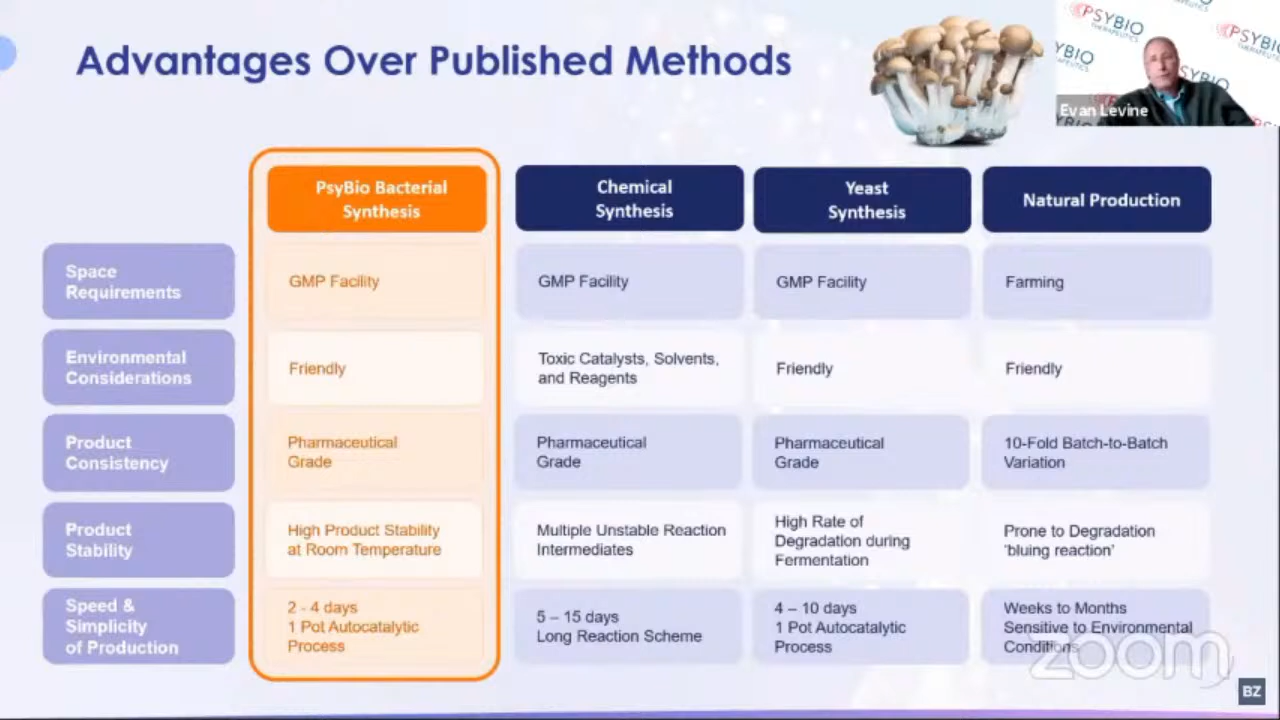 Advantages Over Published Methods
PSYBIO
THERAPEUTICS
PSYBIO
THERAPEUTICS
Evan Levine
PsyBio Bacterial
Synthesis
Chemical
Synthesis
Yeast
Synthesis
Natural Production
Space
Requirements
GMP Facility
GMP Facility
GMP Facility
Farming
Environmental
Considerations
Friendly
Toxic Catalysts, Solvents,
and Reagents
Friendly
Friendly
Product
Consistency
Pharmaceutical
Grade
Pharmaceutical
Grade
Pharmaceutical
Grade
10-Fold Batch-to-Batch
Variation
Product
Stability
High Product Stability
at Room Temperature
Multiple Unstable Reaction
Intermediates
High Rate of
Degradation during
Fermentation
Prone to Degradation
'bluing reaction'
Speed &
Simplicity
of Production
2 - 4 days
1 Pot Autocatalytic
Process
5 – 15 days
Long Reaction Scheme
4 – 10 days
1 Pot Autocatalytic
Process
Weeks to Months
Sensitive to Environmental
Conditions
zoom
BZ